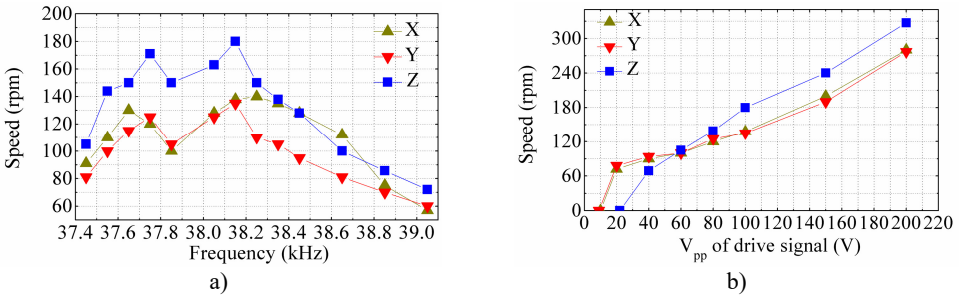 a)
Speed (rpm)
180
160
140
120
100
80
60
200
X
Y
Z
37.4 37.6 37.8 38.0 38.2 38.4 38.6 38.8 39.0
Frequency (kHz)
b)
Speed (rpm)
300
240
180
120
60
0
X
Y
Z
0 20 40 60 80 100 120 140 160 180 200 220
Vpp of drive signal (V)